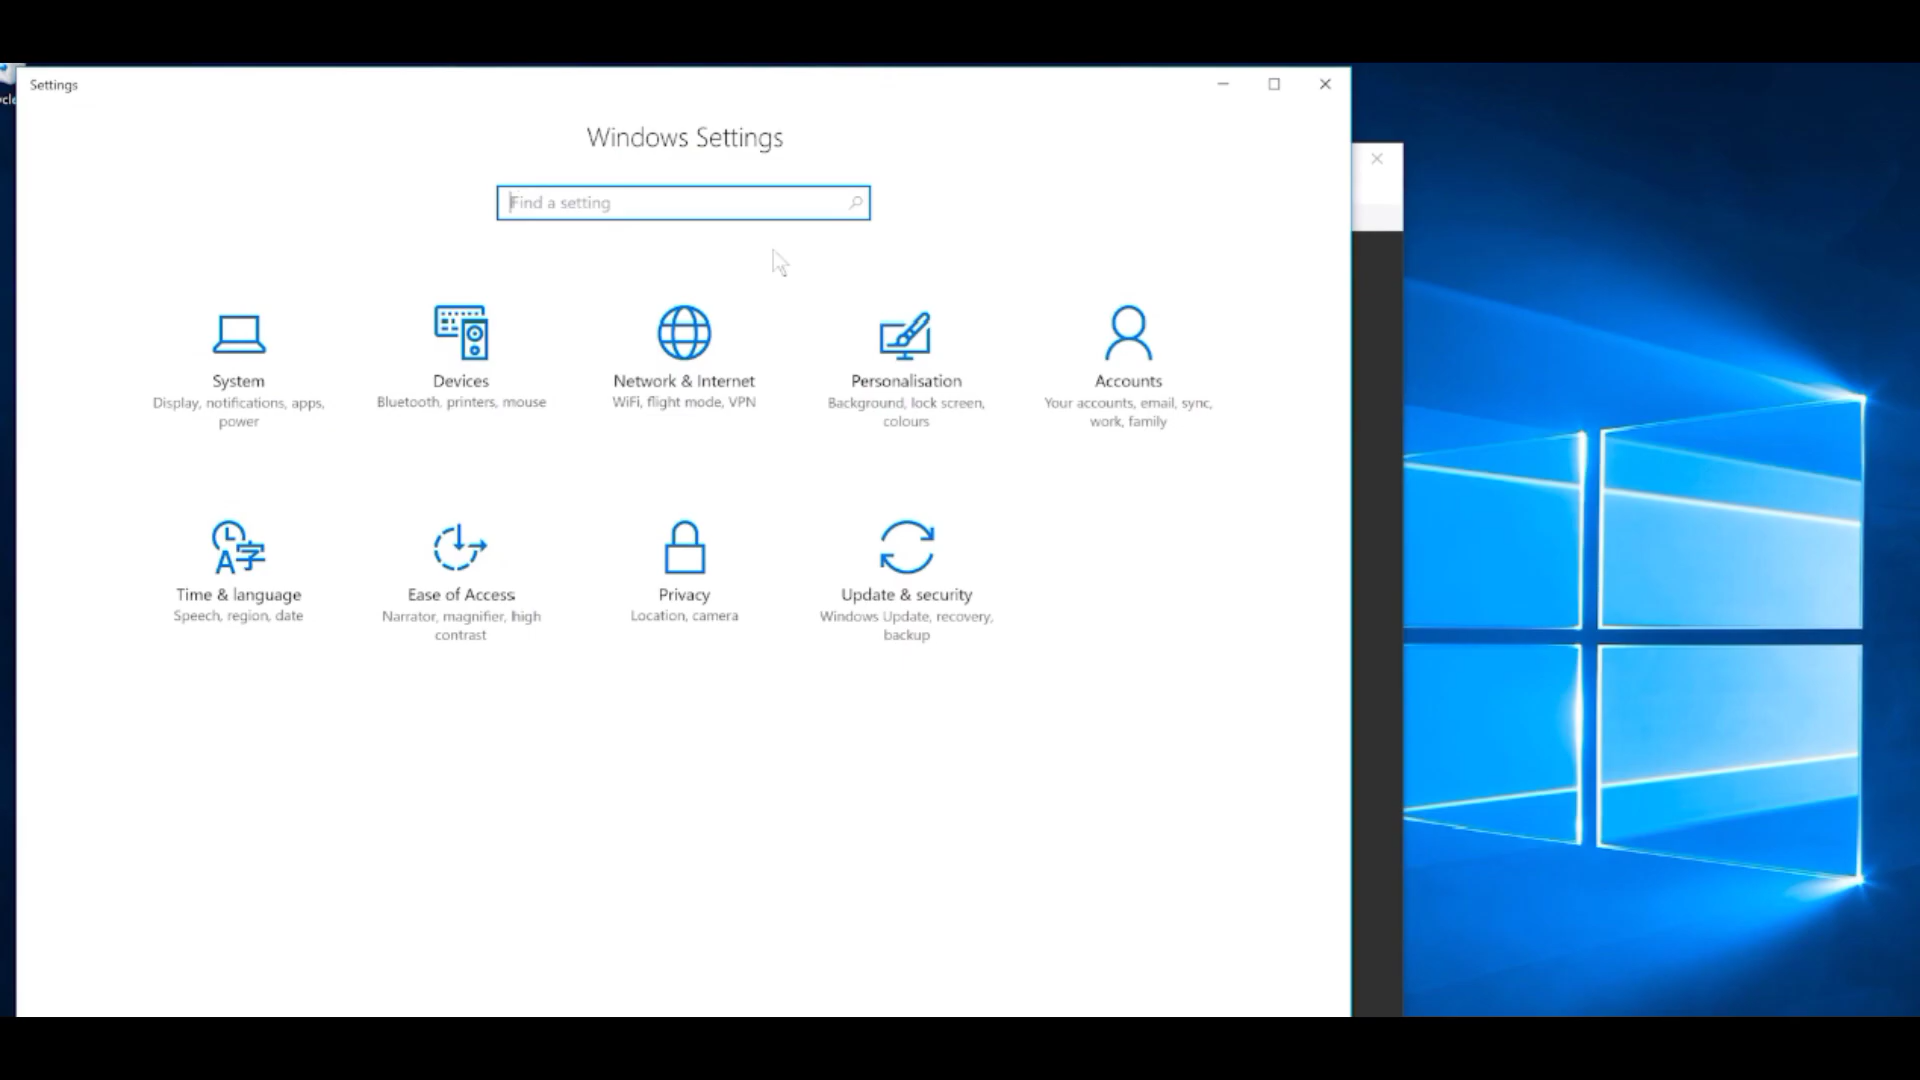 Settings
Windows Settings
Find a setting
System
Display, notifications, apps,
power
Devices
Bluetooth, printers, mouse
Network & Internet
WiFi, flight mode, VPN
Personalisation
Background, lock screen,
colours
Accounts
Your accounts, email, sync,
work, family
Time & language
Speech, region, date
Ease of Access
Narrator, magnifier, high
contrast
Privacy
Location, camera
Update & security
Windows Update, recovery,
backup